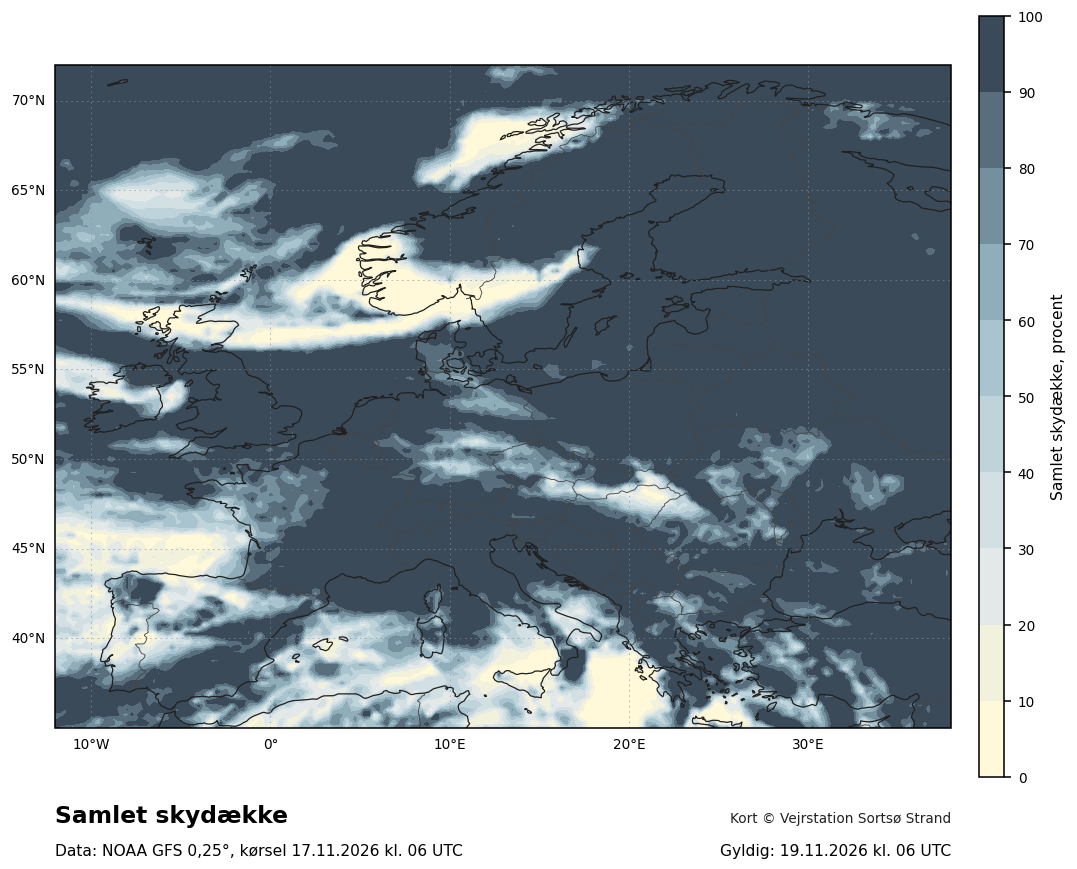 70°N
65°N
60°N
55°N
50°N
45°N
40°N
10°W
0°
10°E
20°E
30°E
100
90
80
70
60
50
40
30
20
10
0
Samlet skydække, procent
Samlet skydække
Kort © Vejrstation Sortsø Strand
Data: NOAA GFS 0,25°, kørsel 17.11.2026 kl. 06 UTC
Gyldig: 19.11.2026 kl. 06 UTC